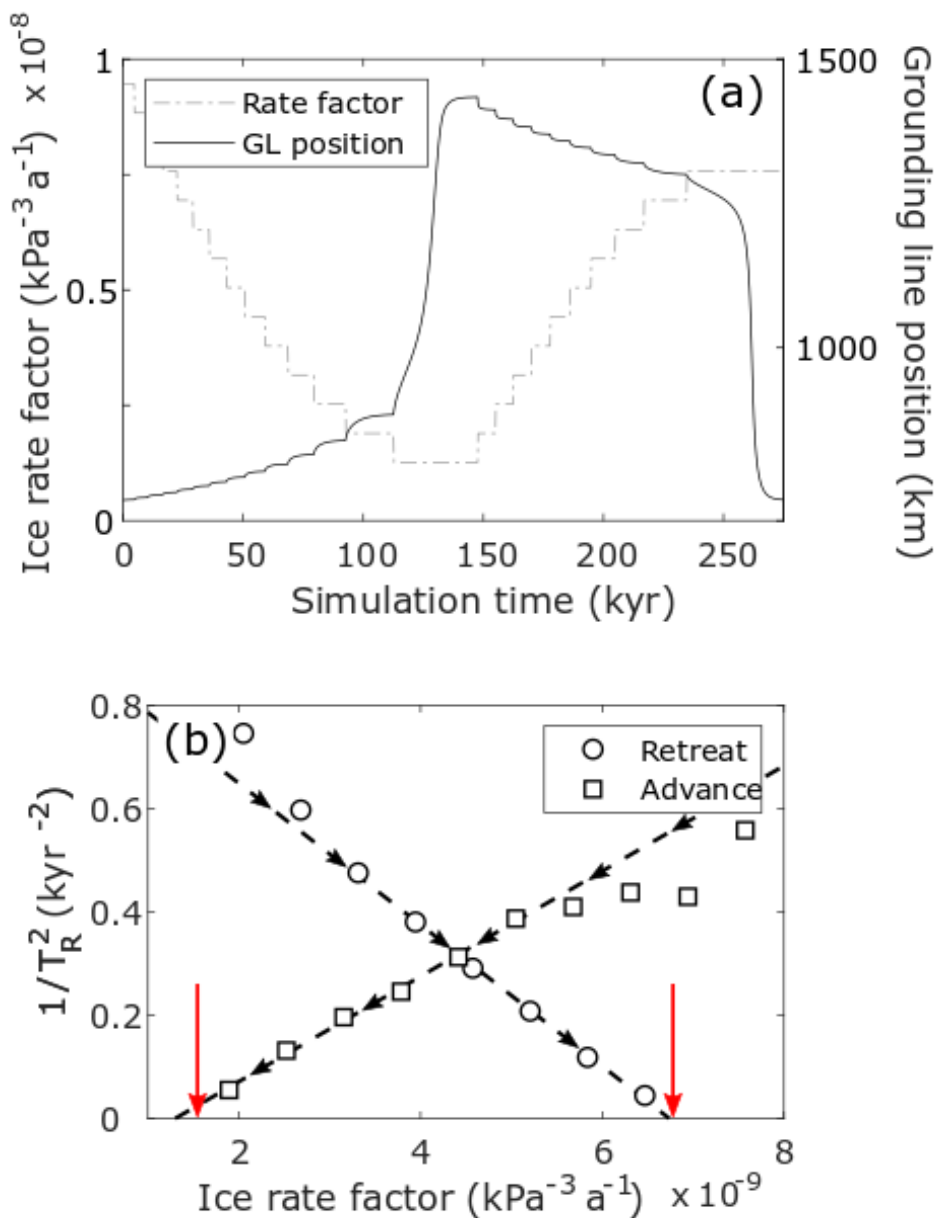 Ice rate factor (kPa⁻³ a⁻¹) × 10⁻⁸
1
0.5
0
Rate factor
GL position
(a)
1500
1000
Grounding line position (km)
0 50 100 150 200 250
Simulation time (kyr)
1/T_R² (kyr ⁻²)
0.8
0.6
0.4
0.2
0
(b)
Retreat
Advance
2 4 6 8
Ice rate factor (kPa⁻³ a⁻¹) × 10⁻⁹